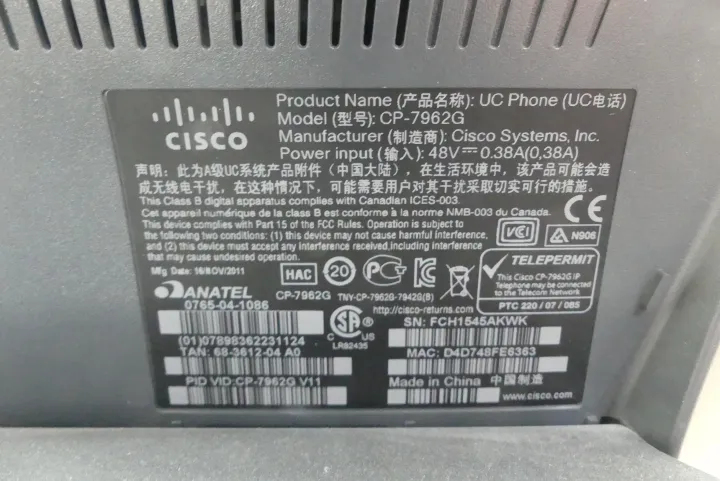 CISCO
Product Name (产品名称): UC Phone (UC电话)
Model (型号): CP-7962G
Manufacturer (制造商): Cisco Systems, Inc.
Power input (输入): 48V⎓0.38A(0,38A)
声明：此为A级UC系统产品附件（中国大陆），在生活环境中，该产品可能会造
成无线电干扰，在这种情况下，可能需要用户对其干扰采取切实可行的措施。
This Class B digital apparatus complies with Canadian ICES-003.
Cet appareil numérique de la class B est conforme à la norme NMB-003 du Canada.
This device complies with Part 15 of the FCC Rules. Operation is subject to
the following two conditions: (1) this device may not cause harmful interference,
and (2) this device must accept any Interference received,including interference
that may cause undesired operation.
Mfg Date: 16/NOV/2011
CE
VCI
N906
HAC
20
TELEPERMIT
This Cisco CP-7962G IP
Telephone may be connected
to the Telecom Network
PTC 220 / 07 / 085
ANATEL
0765-04-1086
CP-7962G
TNY-CP-7962G-7942G(B)
http://cisco-returns.com
(01)07898362231124
TAN: 68-3612-04 A0
PID VID:CP-7962G V11
C US
LR92435
SN: FCH1545AKWK
MAC: D4D748FE6363
Made in China 中国制造
www.cisco.com